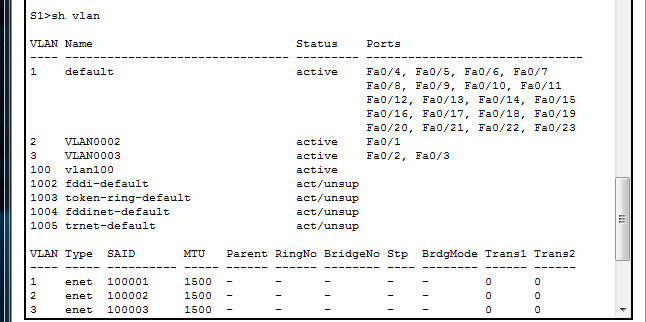 S1>sh vlan
VLAN Name Status Ports
---- -------------------------------- --------- -------------------------------
1 default active Fa0/4, Fa0/5, Fa0/6, Fa0/7
Fa0/8, Fa0/9, Fa0/10, Fa0/11
Fa0/12, Fa0/13, Fa0/14, Fa0/15
Fa0/16, Fa0/17, Fa0/18, Fa0/19
Fa0/20, Fa0/21, Fa0/22, Fa0/23
2 VLAN0002 active Fa0/1
3 VLAN0003 active Fa0/2, Fa0/3
100 vlan100 active
1002 fddi-default act/unsup
1003 token-ring-default act/unsup
1004 fddinet-default act/unsup
1005 trnet-default act/unsup
VLAN Type SAID MTU Parent RingNo BridgeNo Stp BrdgMode Trans1 Trans2
---- ----- ---------- ----- ------ ------ -------- ---- -------- ------ ------
1 enet 100001 1500 - - - - - 0 0
2 enet 100002 1500 - - - - - 0 0
3 enet 100003 1500 - - - - - 0 0